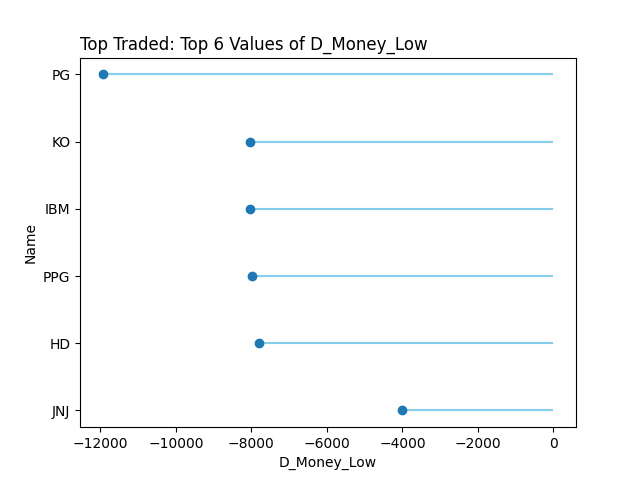 Top Traded: Top 6 Values of D_Money_Low
PG
KO
IBM
PPG
HD
JNJ
Name
−12000 −10000 −8000 −6000 −4000 −2000 0
D_Money_Low